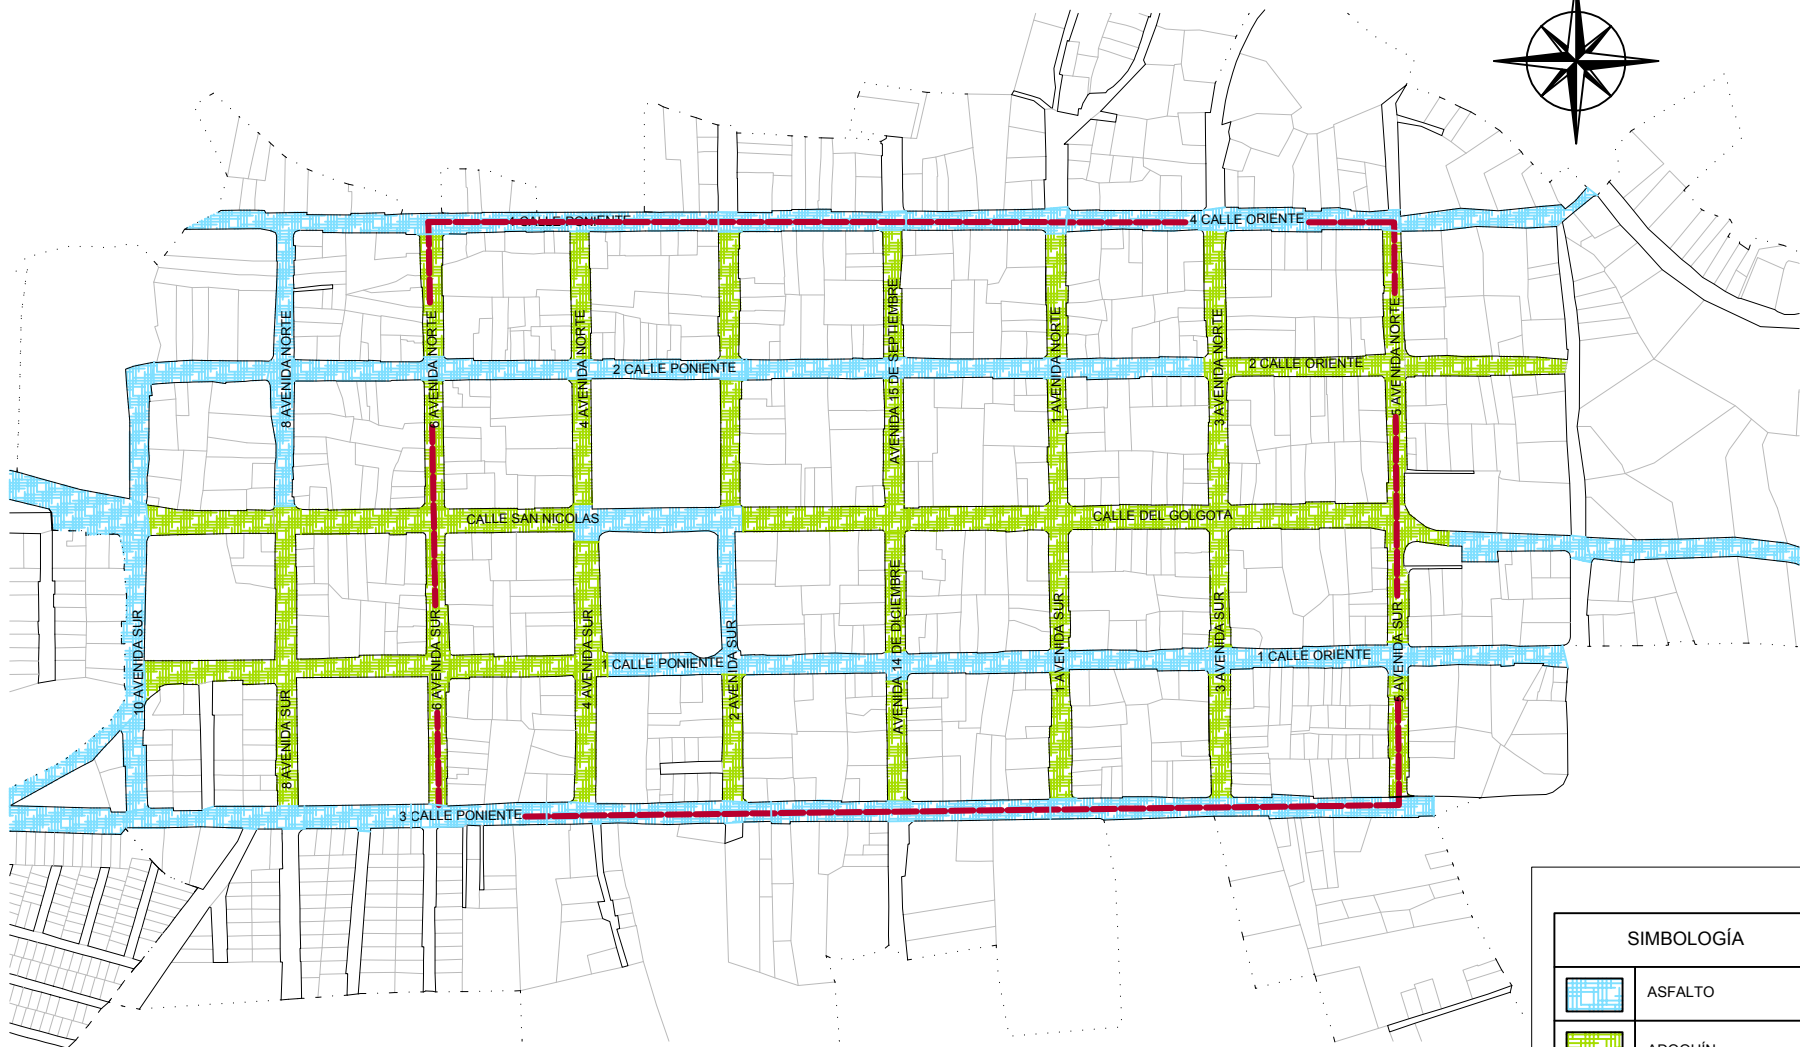 4 CALLE PONIENTE
4 CALLE ORIENTE
8 AVENIDA NORTE
6 AVENIDA NORTE
4 AVENIDA NORTE
AVENIDA 15 DE SEPTIEMBRE
1 AVENIDA NORTE
3 AVENIDA NORTE
5 AVENIDA NORTE
2 CALLE PONIENTE
2 CALLE ORIENTE
CALLE SAN NICOLAS
CALLE DEL GOLGOTA
10 AVENIDA SUR
8 AVENIDA SUR
6 AVENIDA SUR
4 AVENIDA SUR
2 AVENIDA SUR
AVENIDA 14 DE DICIEMBRE
1 AVENIDA SUR
3 AVENIDA SUR
5 AVENIDA SUR
1 CALLE PONIENTE
1 CALLE ORIENTE
3 CALLE PONIENTE
SIMBOLOGÍA
ASFALTO
ADOQUÍN